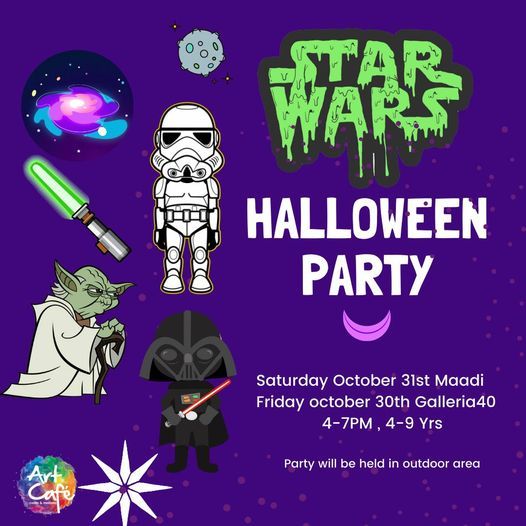 STAR
WARS
HALLOWEEN
PARTY
Saturday October 31st Maadi
Friday october 30th Galleria40
4-7PM , 4-9 Yrs
Party will be held in outdoor area
Art
Café